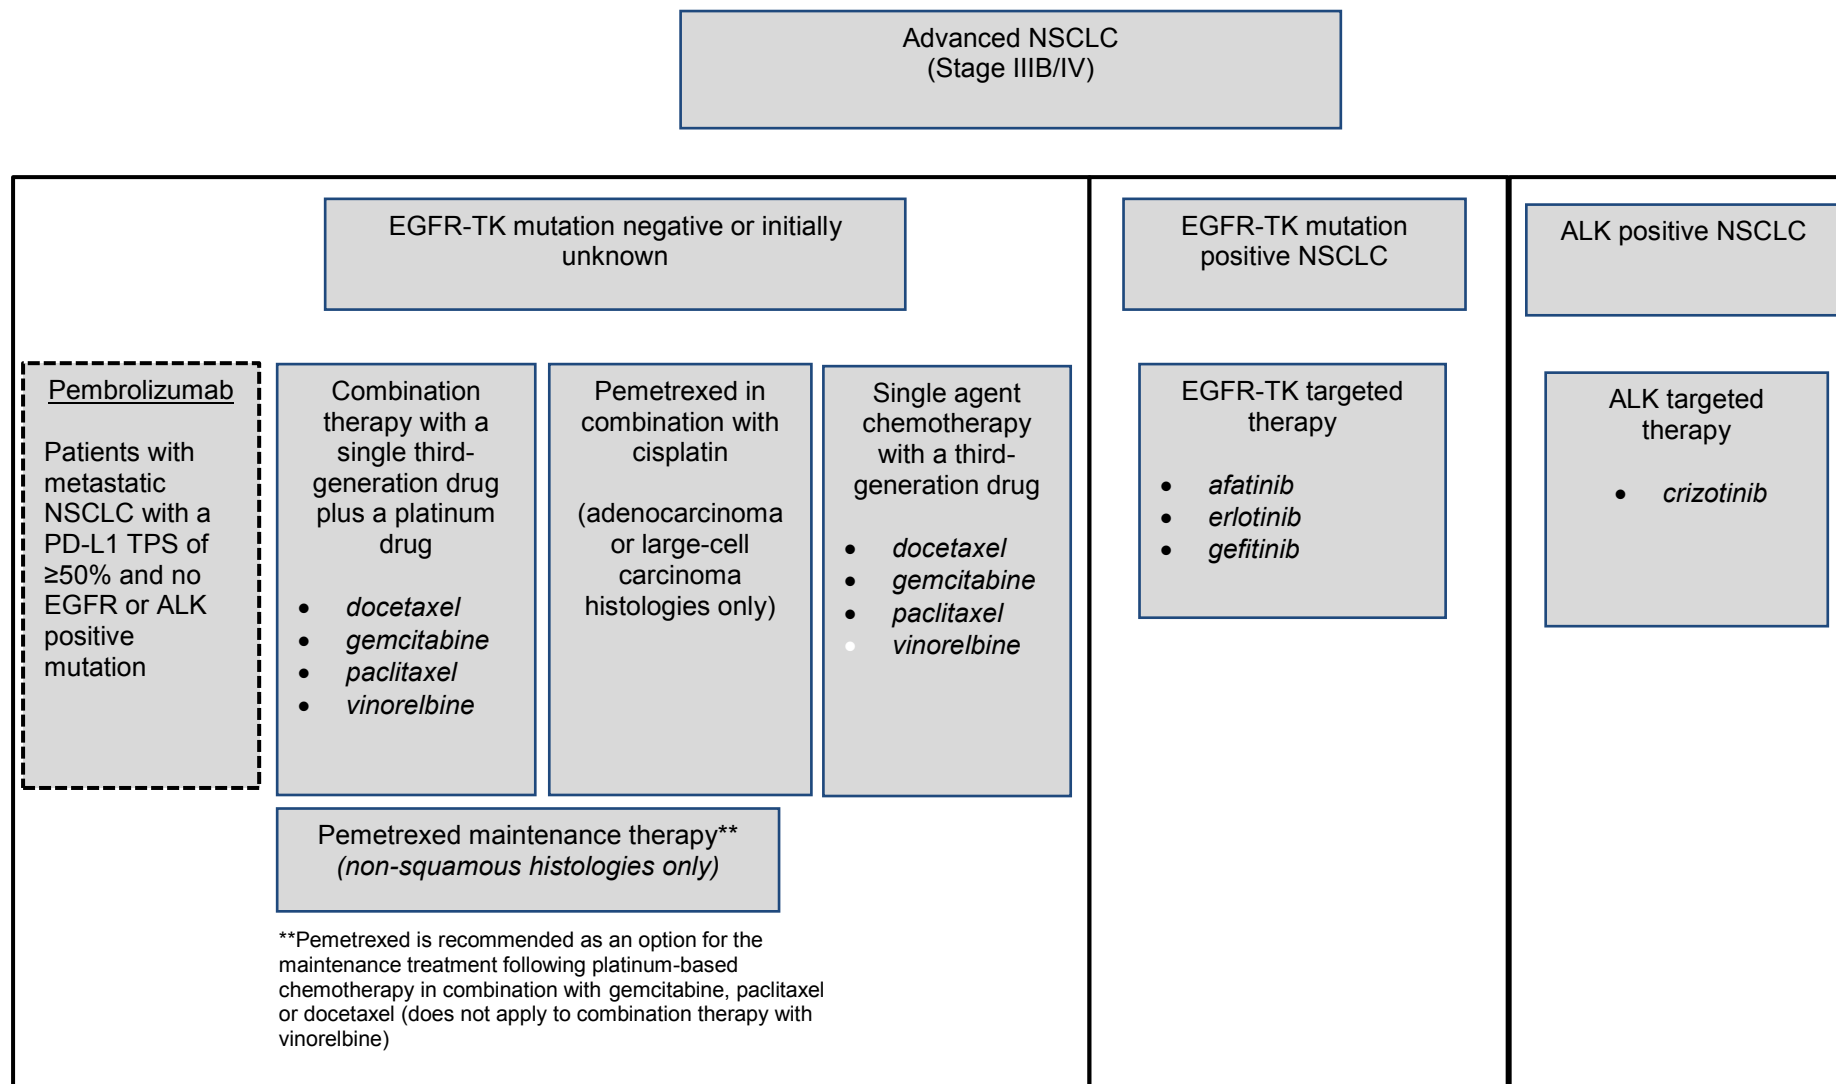 Advanced NSCLC
(Stage IIIB/IV)
EGFR-TK mutation negative or initially
unknown
EGFR-TK mutation
positive NSCLC
ALK positive NSCLC
Pembrolizumab
Patients with
metastatic
NSCLC with a
PD-L1 TPS of
≥50% and no
EGFR or ALK
positive
mutation
Combination
therapy with a
single third-
generation drug
plus a platinum
drug
• docetaxel
• gemcitabine
• paclitaxel
• vinorelbine
Pemetrexed in
combination with
cisplatin
(adenocarcinoma
or large-cell
carcinoma
histologies only)
Single agent
chemotherapy
with a third-
generation drug
• docetaxel
• gemcitabine
• paclitaxel
• vinorelbine
EGFR-TK targeted
therapy
• afatinib
• erlotinib
• gefitinib
ALK targeted
therapy
• crizotinib
Pemetrexed maintenance therapy**
(non-squamous histologies only)
**Pemetrexed is recommended as an option for the
maintenance treatment following platinum-based
chemotherapy in combination with gemcitabine, paclitaxel
or docetaxel (does not apply to combination therapy with
vinorelbine)